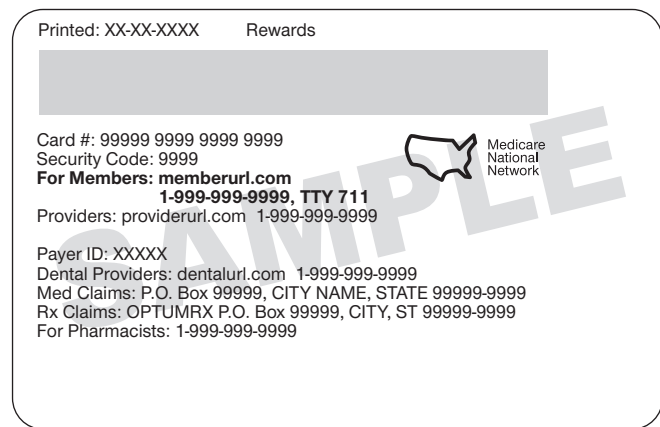 Printed: XX-XX-XXXX Rewards
Card #: 99999 9999 9999 9999
Security Code: 9999
Medicare
National
Network
For Members: memberurl.com
1-999-999-9999, TTY 711
Providers: providerurl.com 1-999-999-9999
Payer ID: XXXXX
Dental Providers: dentalurl.com 1-999-999-9999
Med Claims: P.O. Box 99999, CITY NAME, STATE 99999-9999
Rx Claims: OPTUMRX P.O. Box 99999, CITY, ST 99999-9999
For Pharmacists: 1-999-999-9999
SAMPLE